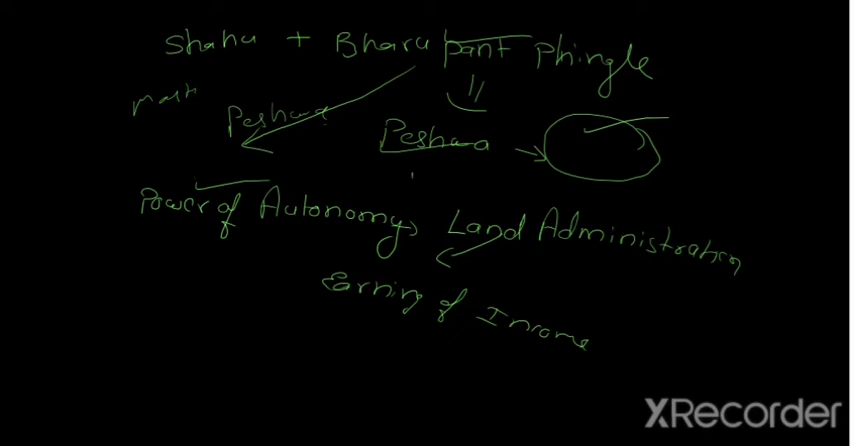 Shahu + Bharu pant Phingle
Peshwa
Peshwa
Power of Autonomy, Land Administration
Earning of Income
XRecorder